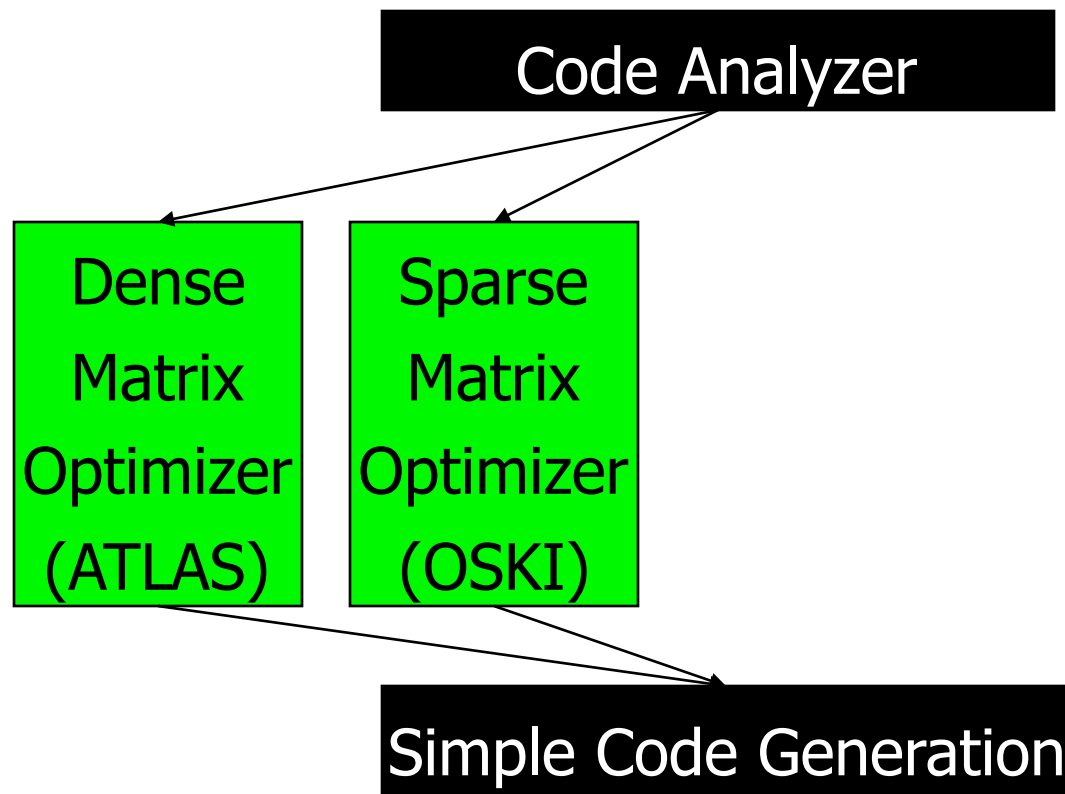 Code Analyzer
Dense
Matrix
Optimizer
(ATLAS)
Sparse
Matrix
Optimizer
(OSKI)
Simple Code Generation